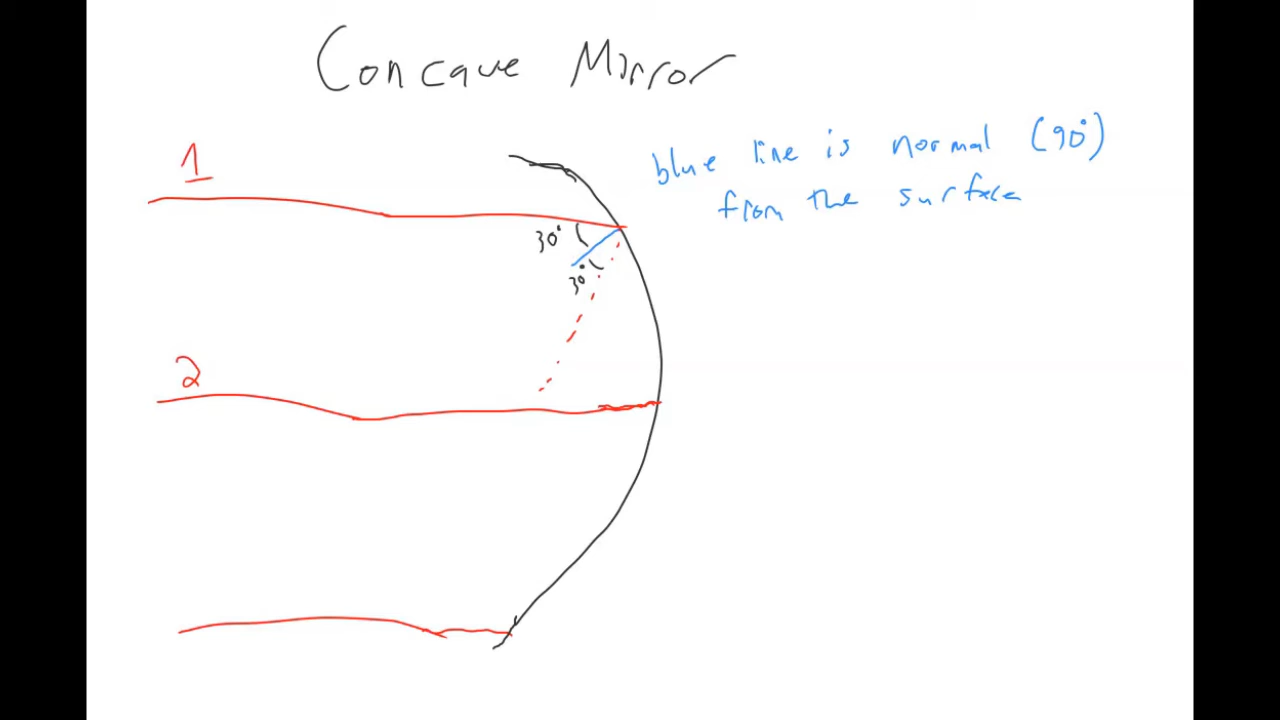 Concave Mirror
1
blue line is normal (90°)
from the surface
30°
30°
2